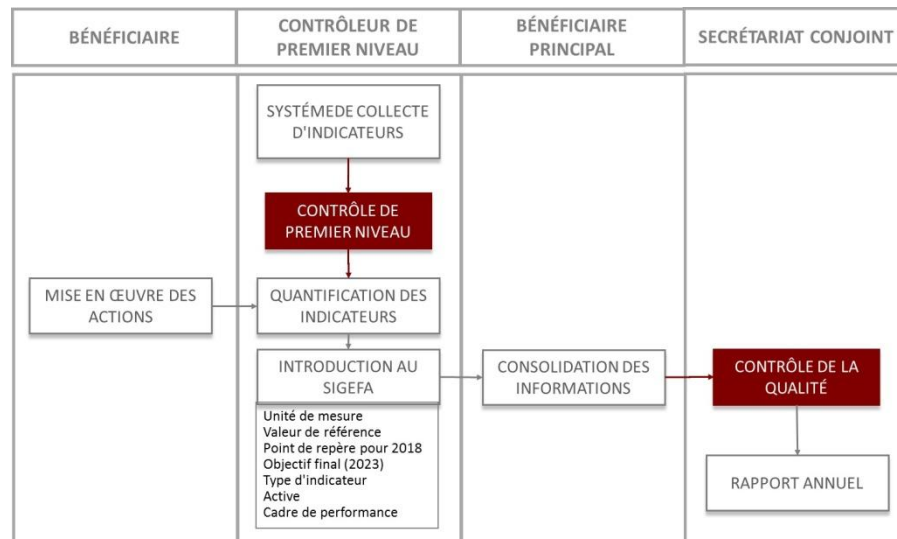 BÉNÉFICIAIRE
CONTRÔLEUR DE
PREMIER NIVEAU
BÉNÉFICIAIRE
PRINCIPAL
SECRÉTARIAT CONJOINT
SYSTÉMEDE COLLECTE
D'INDICATEURS
CONTRÔLE DE
PREMIER NIVEAU
MISE EN ŒUVRE DES
ACTIONS
QUANTIFICATION DES
INDICATEURS
INTRODUCTION AU
SIGEFA
Unité de mesure
Valeur de référence
Point de repère pour 2018
Objectif final (2023)
Type d'indicateur
Active
Cadre de performance
CONSOLIDATION DES
INFORMATIONS
CONTRÔLE DE LA
QUALITÉ
RAPPORT ANNUEL